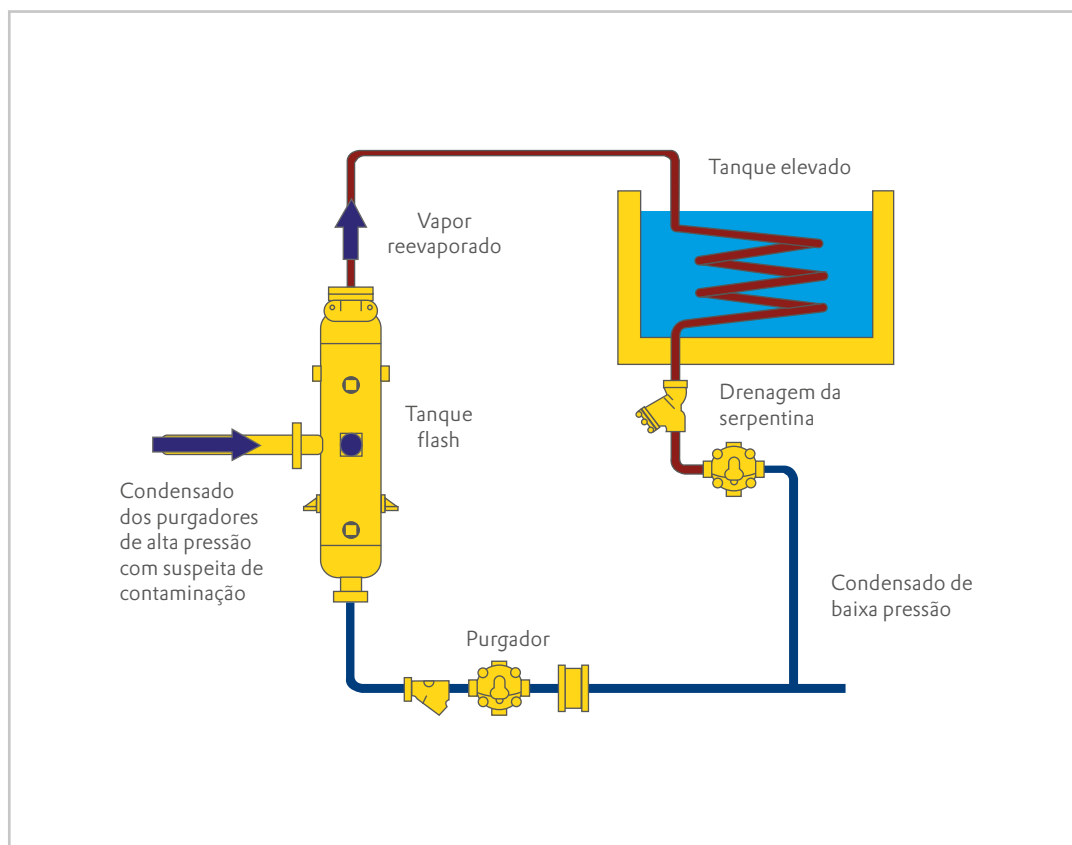 Tanque elevado
Vapor
reevaporado
Drenagem da
serpentina
Tanque
flash
Condensado
dos purgadores
de alta pressão
com suspeita de
contaminação
Condensado de
baixa pressão
Purgador